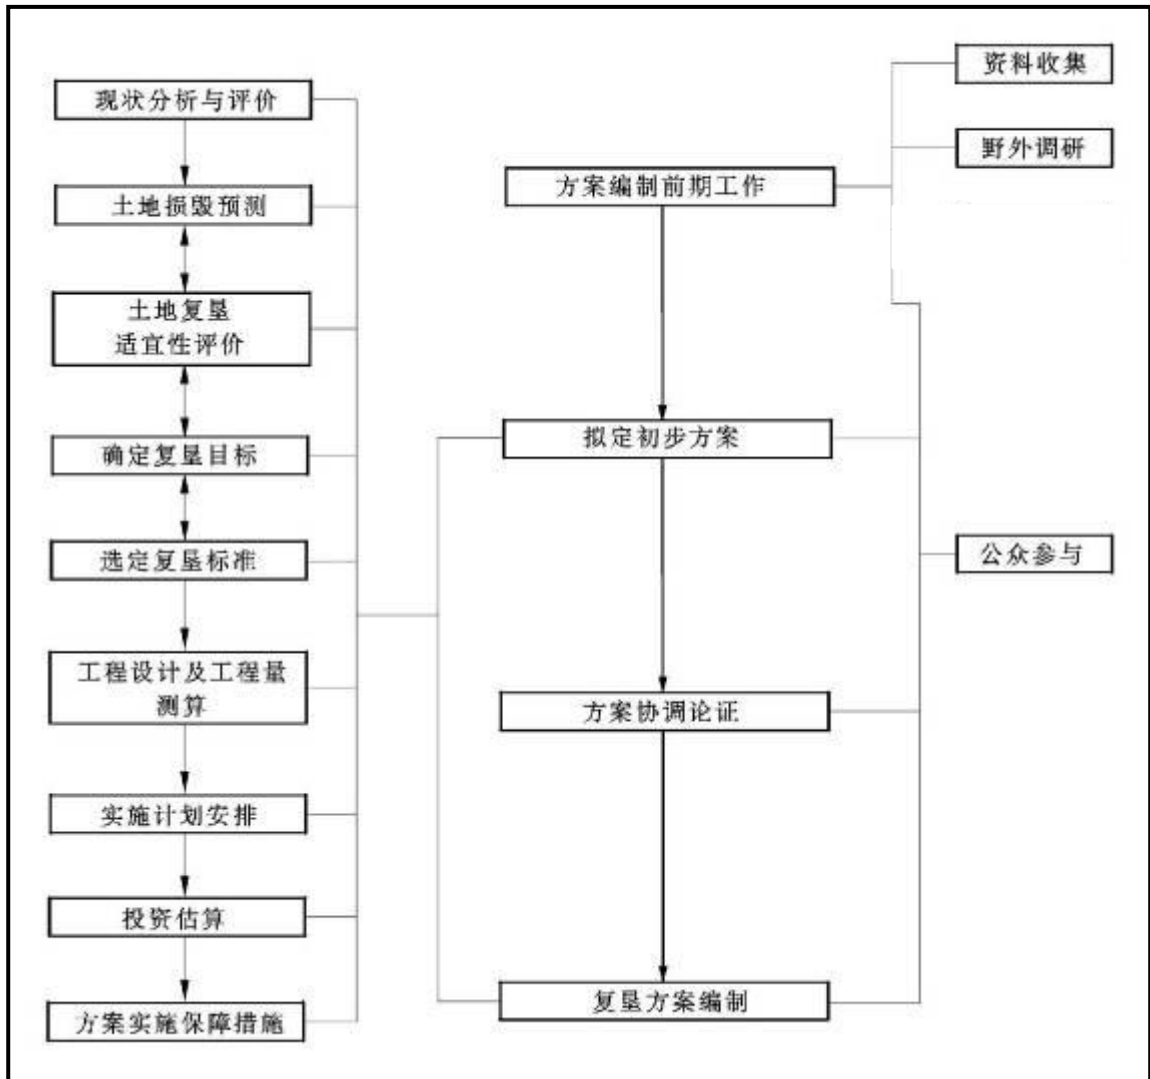 现状分析与评价
土地损毁预测
土地复垦
适宜性评价
确定复垦目标
选定复垦标准
工程设计及工程量
测算
实施计划安排
投资估算
方案实施保障措施
方案编制前期工作
拟定初步方案
方案协调论证
复垦方案编制
资料收集
野外调研
公众参与